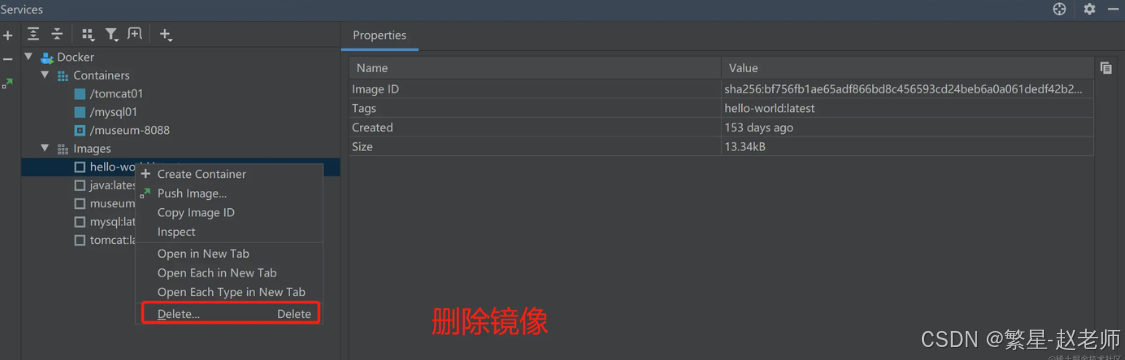 Services
Properties
Docker
Containers
/tomcat01
/mysql01
/museum-8088
Images
hello-wo
java:lates
museum
mysql:lat
tomcat:la
Create Container
Push Image...
Copy Image ID
Inspect
Open in New Tab
Open Each in New Tab
Open Each Type in New Tab
Delete... Delete
Name Value
Image ID sha256:bf756fb1ae65adf866bd8c456593cd24beb6a0a061dedf42b2...
Tags hello-world:latest
Created 153 days ago
Size 13.34kB
删除镜像
CSDN @繁星-赵老师